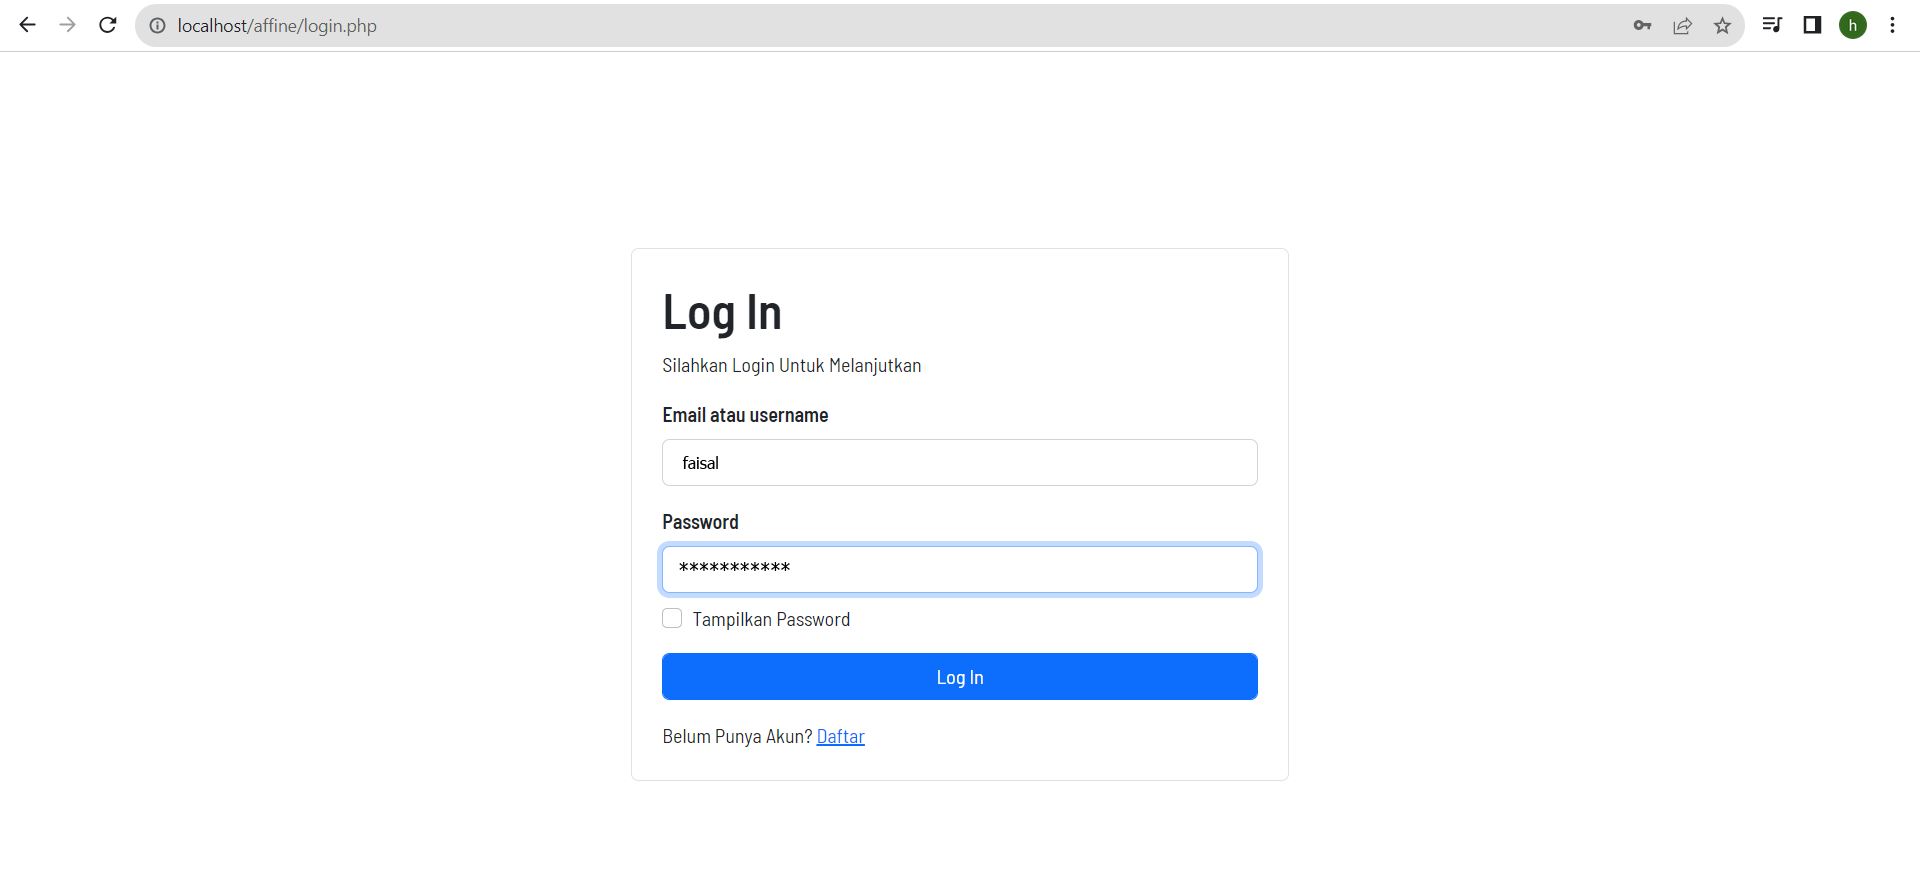 localhost/affine/login.php
h
Log In
Silahkan Login Untuk Melanjutkan
Email atau username
faisal
Password
***********
Tampilkan Password
Log In
Belum Punya Akun? Daftar